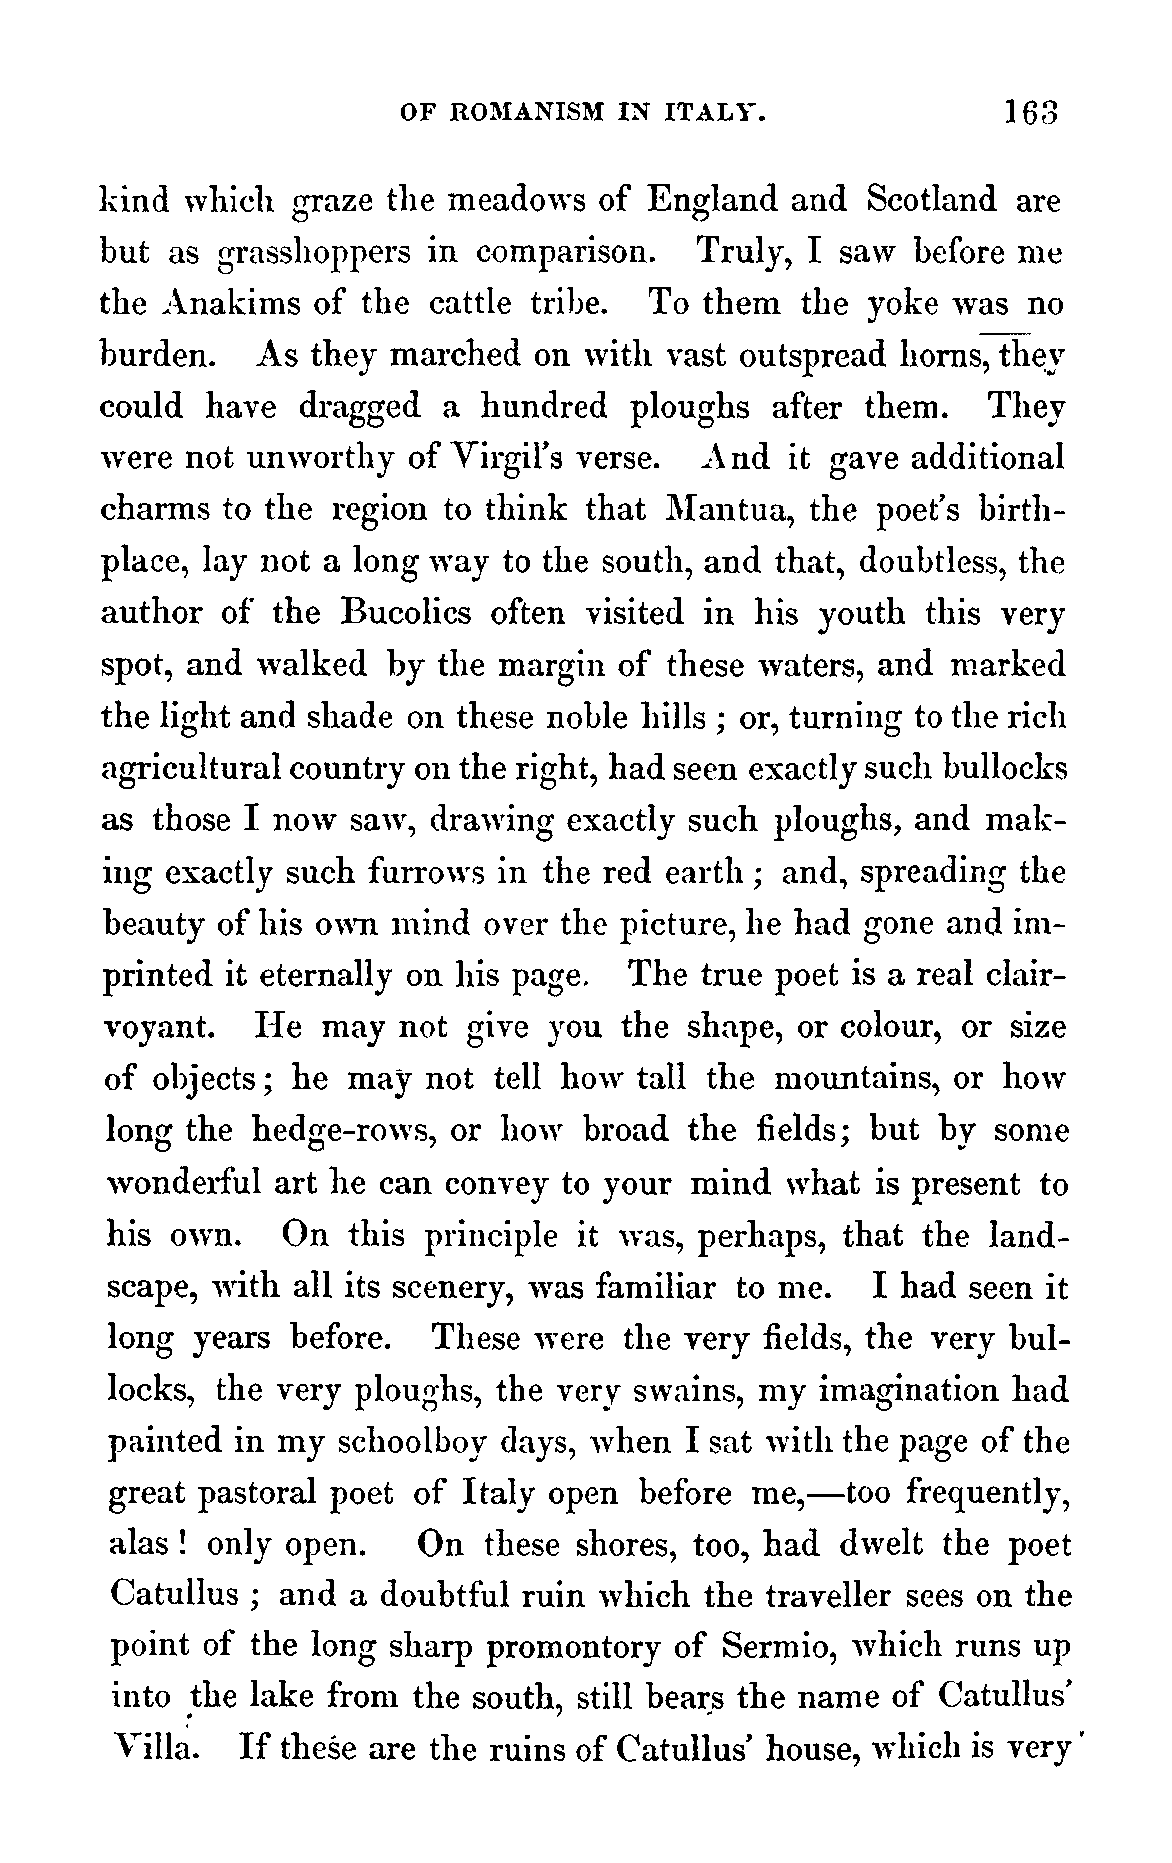 OF ROMANISM IN ITALY. 163
kind which graze the meadows of England and Scotland are
but as grasshoppers in comparison. Truly, I saw before me
the Anakims of the cattle tribe. To them the yoke was no
burden. As they marched on with vast outspread horns, they
could have dragged a hundred ploughs after them. They
were not unworthy of Virgil's verse. And it gave additional
charms to the region to think that Mantua, the poet's birth-
place, lay not a long way to the south, and that, doubtless, the
author of the Bucolics often visited in his youth this very
spot, and walked by the margin of these waters, and marked
the light and shade on these noble hills ; or, turning to the rich
agricultural country on the right, had seen exactly such bullocks
as those I now saw, drawing exactly such ploughs, and mak-
ing exactly such furrows in the red earth ; and, spreading the
beauty of his own mind over the picture, he had gone and im-
printed it eternally on his page. The true poet is a real clair-
voyant. He may not give you the shape, or colour, or size
of objects ; he may not tell how tall the mountains, or how
long the hedge-rows, or how broad the fields; but by some
wonderful art he can convey to your mind what is present to
his own. On this principle it was, perhaps, that the land-
scape, with all its scenery, was familiar to me. I had seen it
long years before. These were the very fields, the very bul-
locks, the very ploughs, the very swains, my imagination had
painted in my schoolboy days, when I sat with the page of the
great pastoral poet of Italy open before me,—too frequently,
alas ! only open. On these shores, too, had dwelt the poet
Catullus ; and a doubtful ruin which the traveller sees on the
point of the long sharp promontory of Sermio, which runs up
into the lake from the south, still bears the name of Catullus'
Villa. If these are the ruins of Catullus' house, which is very